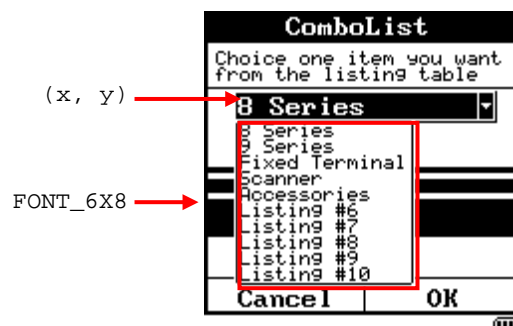 ComboList
Choice one item you want
from the listing table
(x, y)
8 Series
8 Series
9 Series
Fixed Terminal
Scanner
Accessories
FONT_6X8
Listing #6
Listing #7
Listing #8
Listing #9
Listing #10
Cancel OK